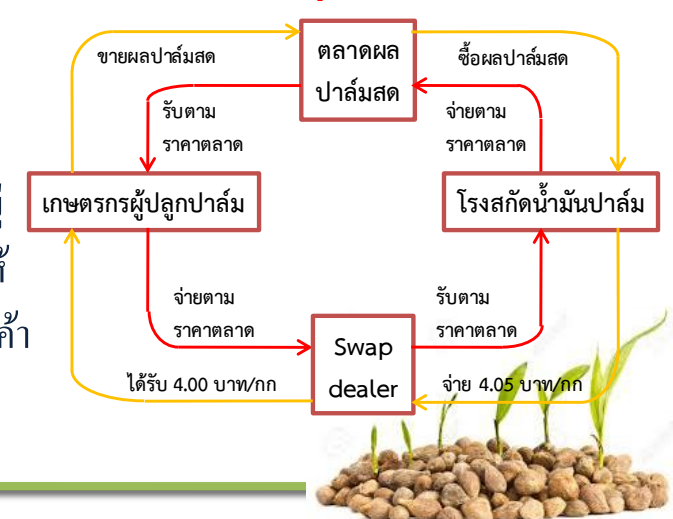 ขายผลปาล์มสด
ตลาดผล
ปาล์มสด
ซื้อผลปาล์มสด
รับตาม
ราคาตลาด
จ่ายตาม
ราคาตลาด
เกษตรกรผู้ปลูกปาล์ม
โรงสกัดน้ำมันปาล์ม
ค้า
จ่ายตาม
ราคาตลาด
รับตาม
ราคาตลาด
Swap
dealer
ได้รับ 4.00 บาท/กก
จ่าย 4.05 บาท/กก